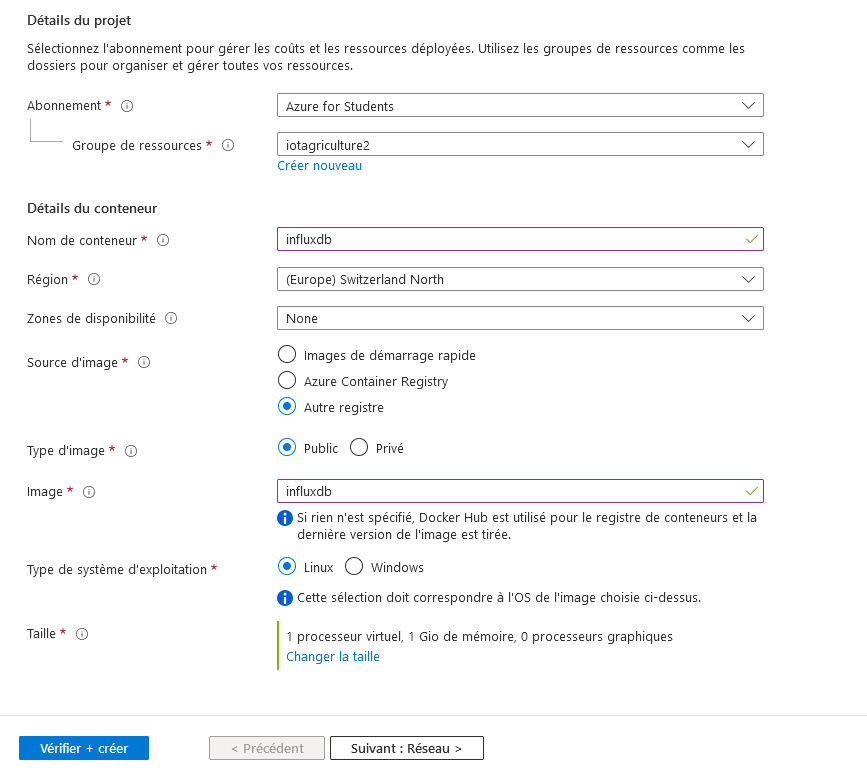 Détails du projet
Sélectionnez l'abonnement pour gérer les coûts et les ressources déployées. Utilisez les groupes de ressources comme les
dossiers pour organiser et gérer toutes vos ressources.
Abonnement *
Azure for Students
Groupe de ressources *
iotagriculture2
Créer nouveau
Détails du conteneur
Nom de conteneur *
influxdb
Région *
(Europe) Switzerland North
Zones de disponibilité
None
Source d'image *
Images de démarrage rapide
Azure Container Registry
Autre registre
Type d'image *
Public
Privé
Image *
influxdb
Si rien n'est spécifié, Docker Hub est utilisé pour le registre de conteneurs et la
dernière version de l'image est tirée.
Type de système d'exploitation *
Linux
Windows
Cette sélection doit correspondre à l'OS de l'image choisie ci-dessus.
Taille *
1 processeur virtuel, 1 Gio de mémoire, 0 processeurs graphiques
Changer la taille
Vérifier + créer
< Précédent
Suivant : Réseau >